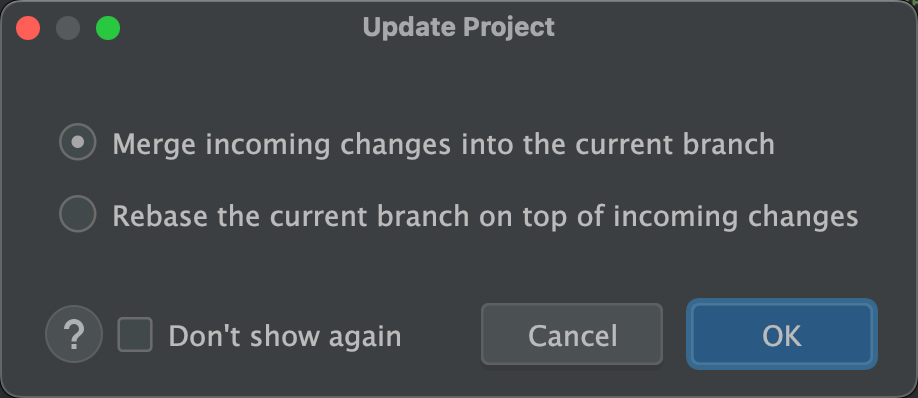 Update Project
Merge incoming changes into the current branch
Rebase the current branch on top of incoming changes
? Don't show again Cancel OK